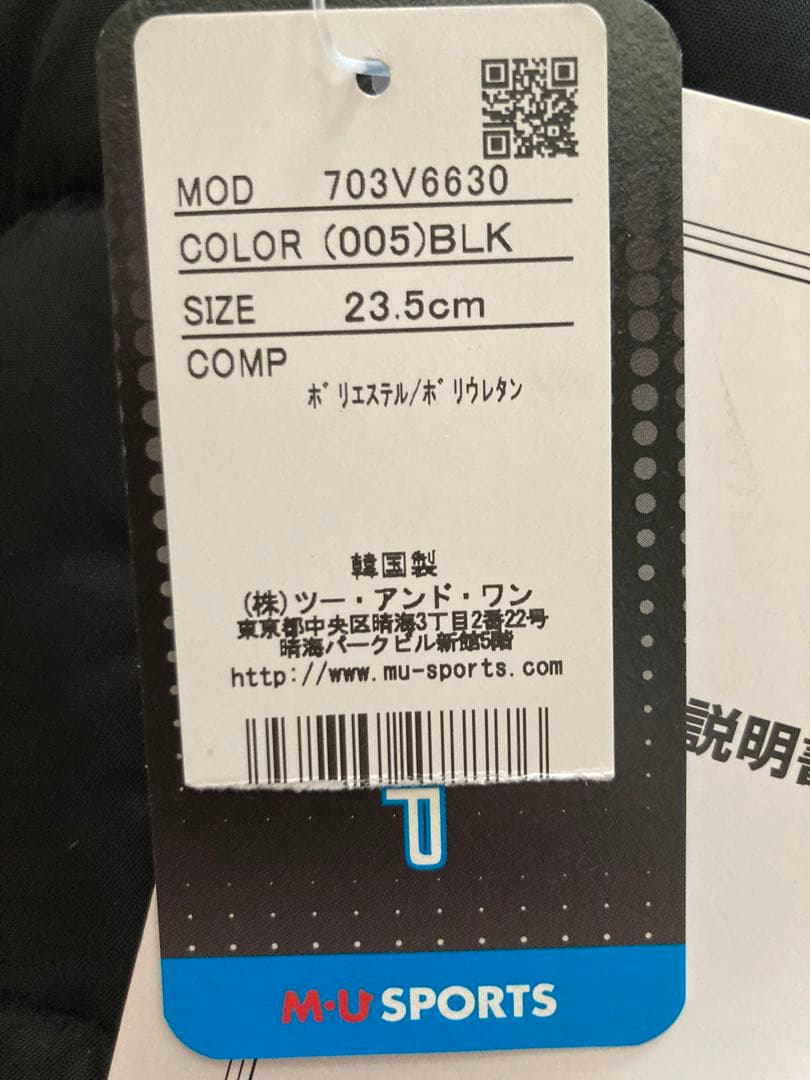 MOD 703V6630
COLOR (005)BLK
SIZE 23.5cm
COMP
ﾎﾟﾘｴｽﾃﾙ/ﾎﾟﾘｳﾚﾀﾝ
韓国製
(株)ツー・アンド・ワン
東京都中央区晴海3丁目2番22号
晴海パークビル新館5階
http://www.mu-sports.com
P
説明書
M・U SPORTS